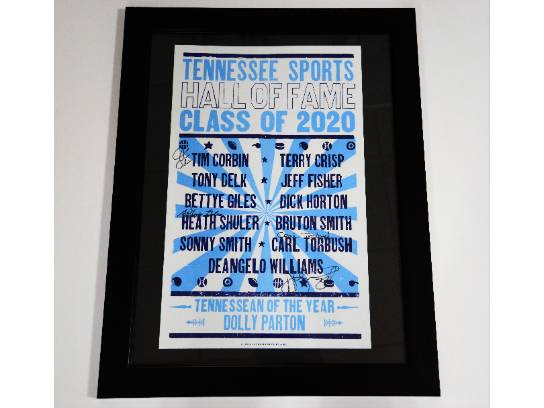 TENNESSEE SPORTS
HALL OF FAME
CLASS OF 2020
TIM CORBIN ★ TERRY CRISP
TONY DELK ★ JEFF FISHER
BETTYE GILES ★ DICK HORTON
HEATH SHULER ★ BRUTON SMITH
SONNY SMITH ★ CARL TORBUSH
DEANGELO WILLIAMS
TENNESSEAN OF THE YEAR
DOLLY PARTON